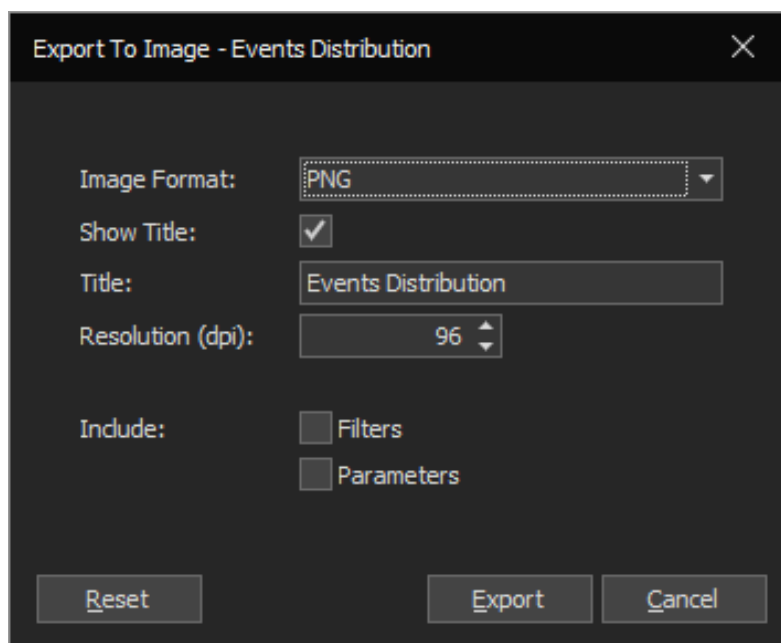 Export To Image - Events Distribution
Image Format: PNG
Show Title:
Title: Events Distribution
Resolution (dpi): 96
Include: Filters
Parameters
Reset Export Cancel